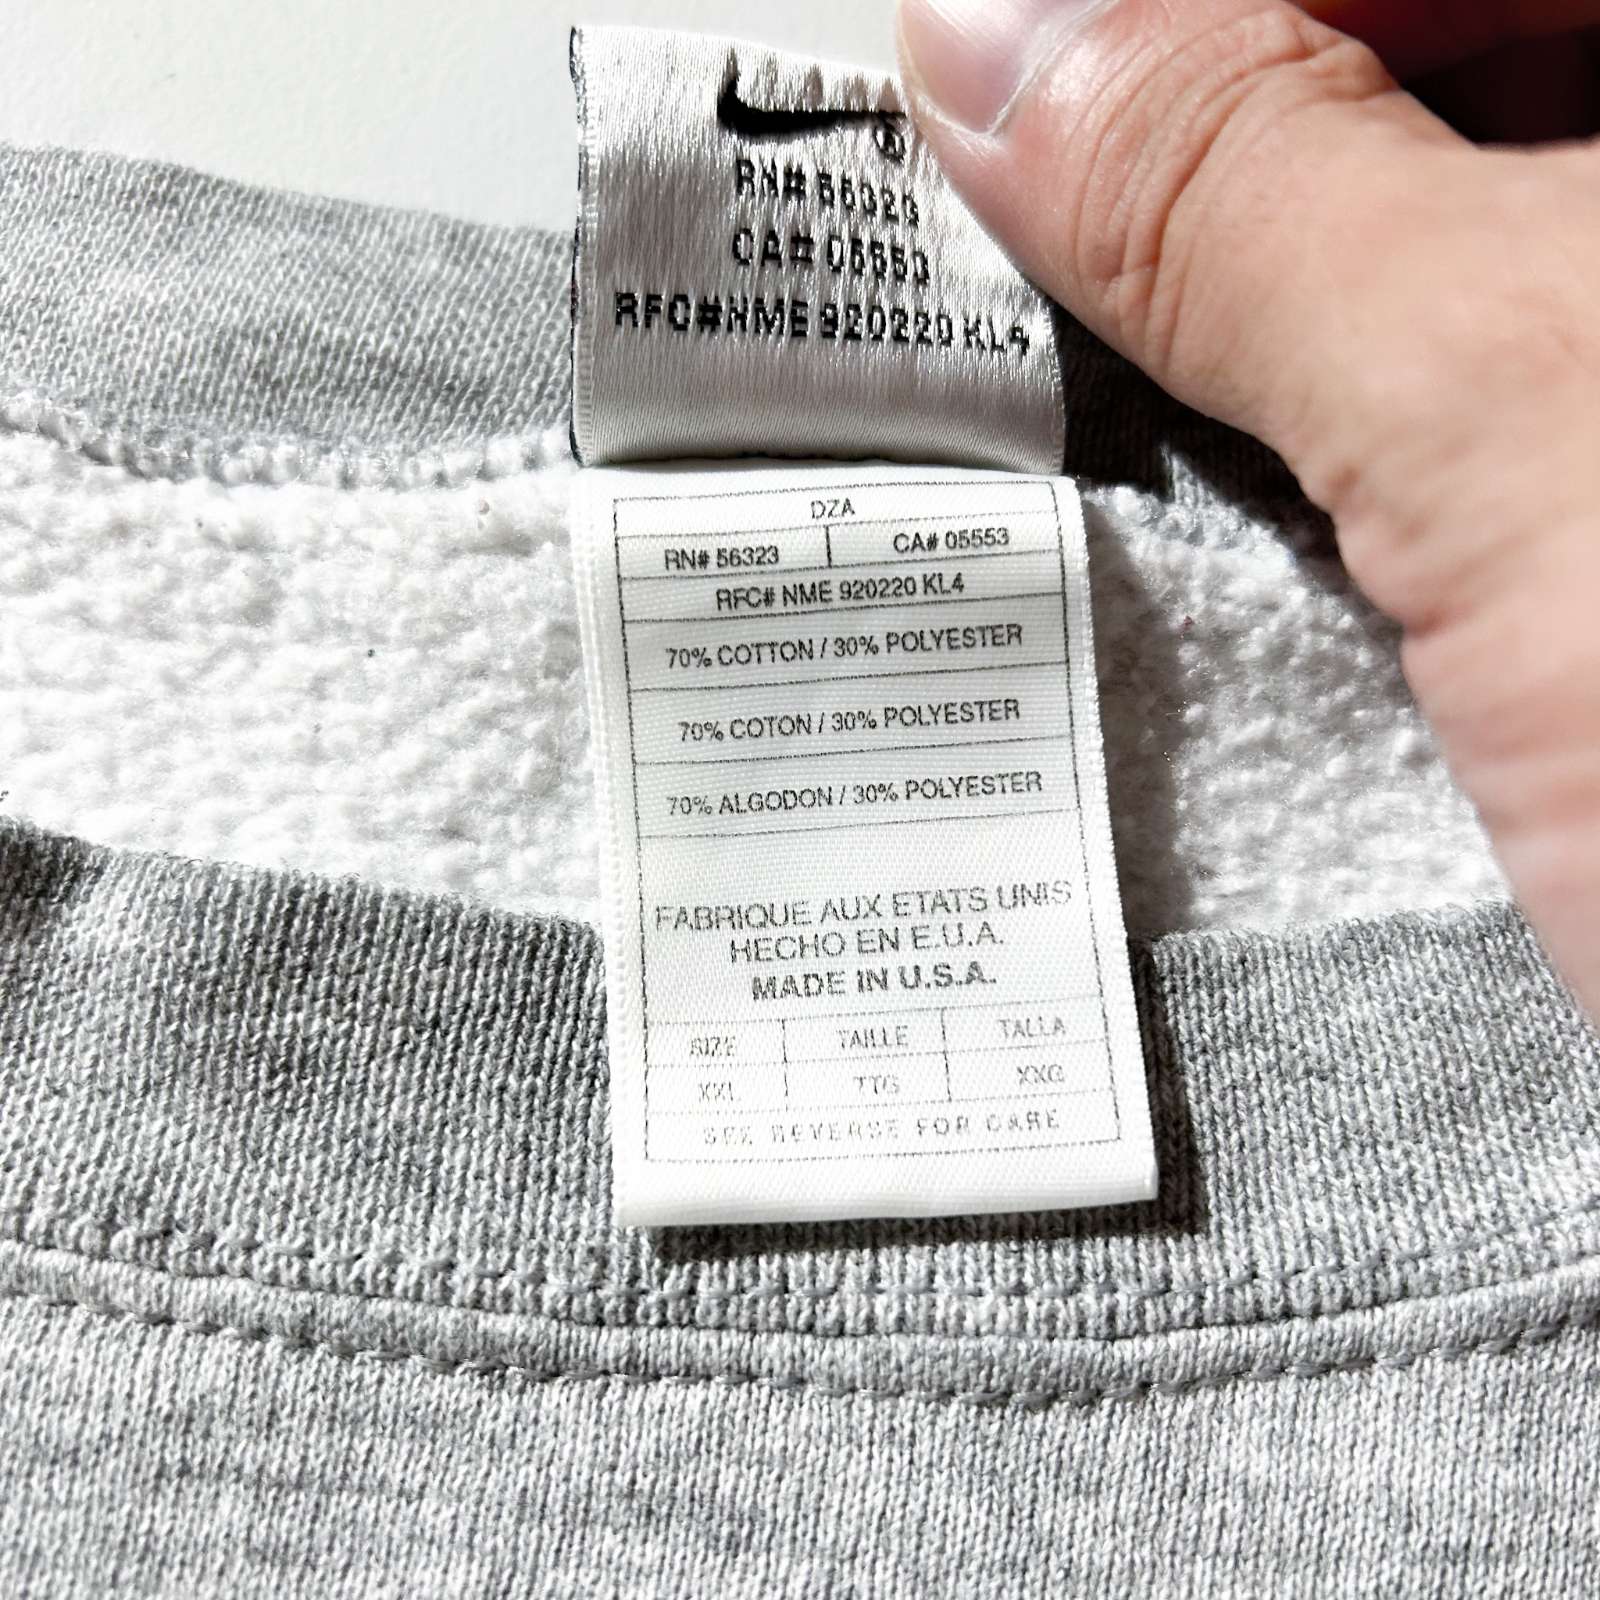 RN# 56323
CA# 05553
RFC# NME 920220 KL4
DZA
RN# 56323 CA# 05553
RFC# NME 920220 KL4
70% COTTON / 30% POLYESTER
70% COTON / 30% POLYESTER
70% ALGODON / 30% POLYESTER
FABRIQUE AUX ETATS UNIS
HECHO EN E.U.A.
MADE IN U.S.A.
SIZE TAILLE TALLA
XXL TTG XXG
SEE REVERSE FOR CARE